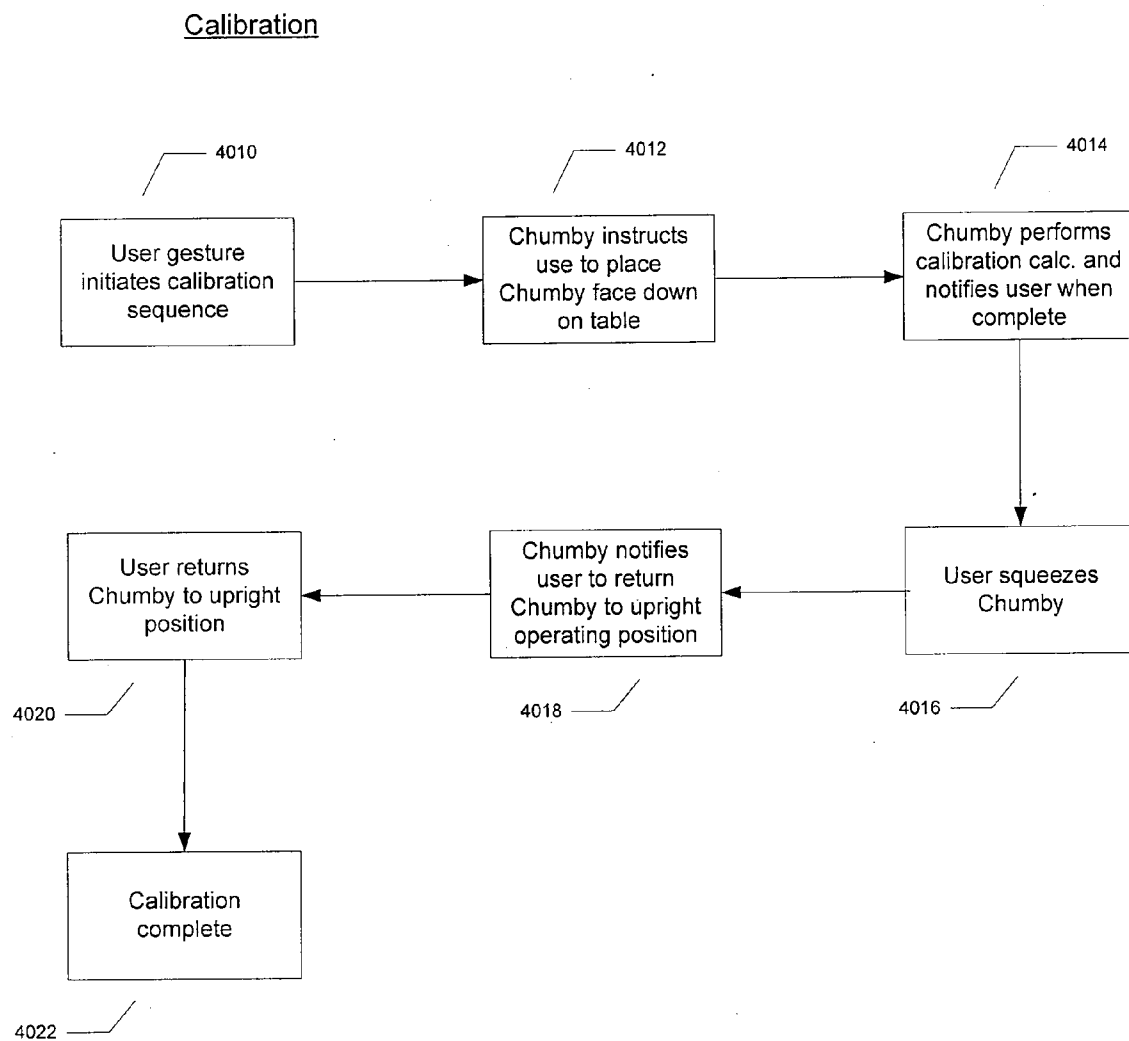 Calibration
4010
4012
4014
User gesture
initiates calibration
sequence
Chumby instructs
use to place
Chumby face down
on table
Chumby performs
calibration calc. and
notifies user when
complete
User returns
Chumby to upright
position
Chumby notifies
user to return
Chumby to upright
operating position
User squeezes
Chumby
4020
4018
4016
Calibration
complete
4022